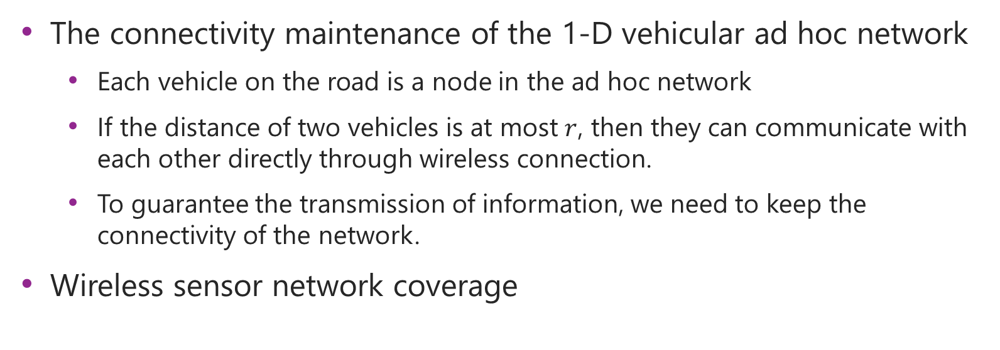 • The connectivity maintenance of the 1-D vehicular ad hoc network
• Each vehicle on the road is a node in the ad hoc network
• If the distance of two vehicles is at most r, then they can communicate with
each other directly through wireless connection.
• To guarantee the transmission of information, we need to keep the
connectivity of the network.
• Wireless sensor network coverage